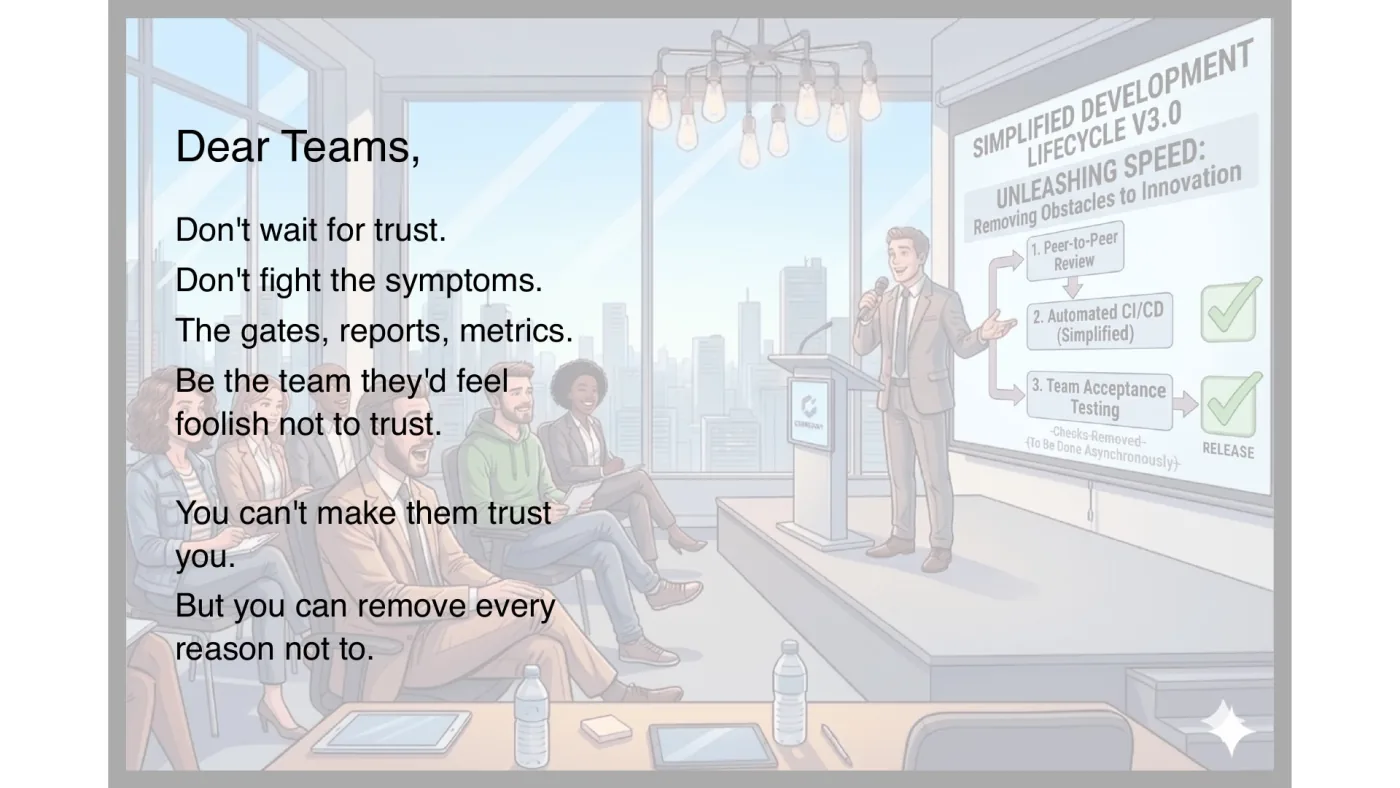 Dear Teams,
Don't wait for trust.
Don't fight the symptoms.
The gates, reports, metrics.
Be the team they'd feel
foolish not to trust.
You can't make them trust
you.
But you can remove every
reason not to.
SIMPLIFIED DEVELOPMENT
LIFECYCLE V3.0
UNLEASHING SPEED:
Removing Obstacles to Innovation
1. Peer-to-Peer
Review
2. Automated CI/CD
(Simplified)
3. Team Acceptance
Testing
Checks Removed
(To Be Done Asynchronously)
RELEASE